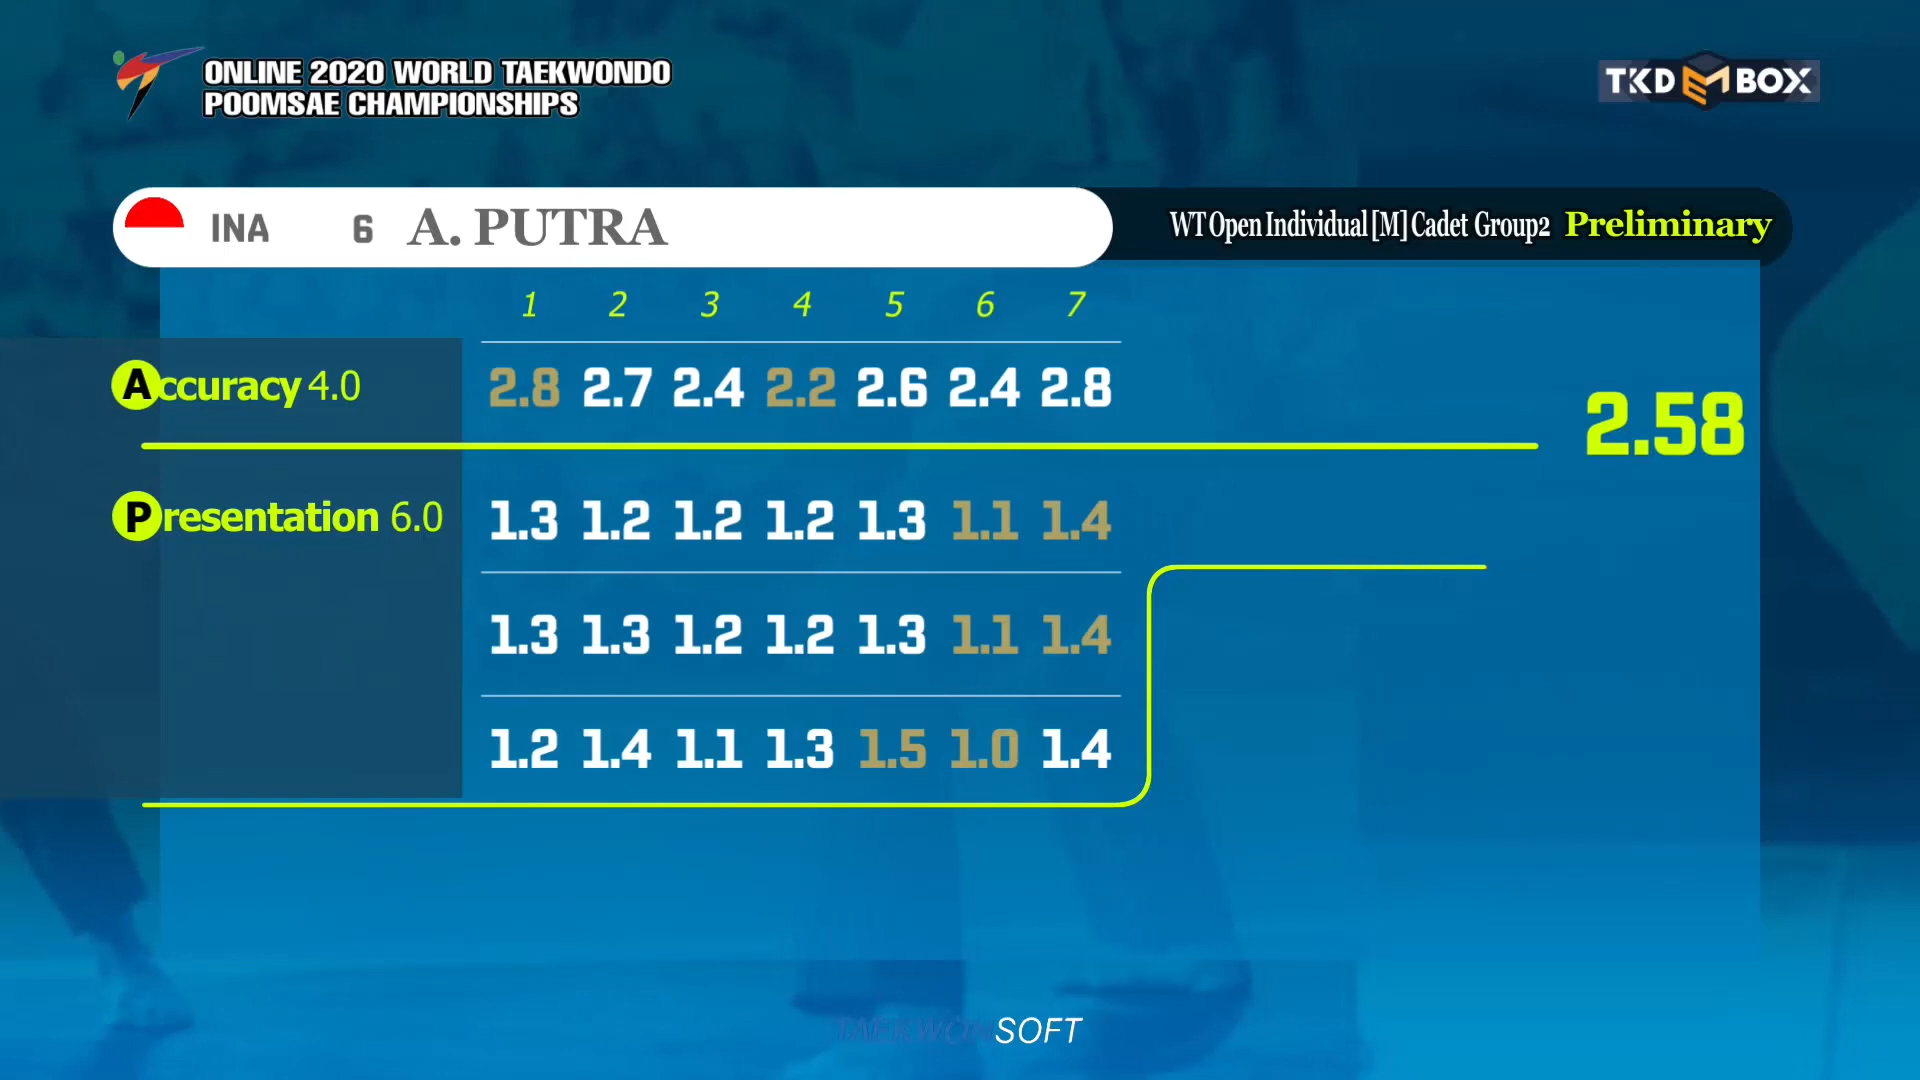 ONLINE 2020 WORLD TAEKWONDO
POOMSAE CHAMPIONSHIPS
TKD BOX
INA 6 A. PUTRA
WT Open Individual [M] Cadet Group2 Preliminary
1 2 3 4 5 6 7
Accuracy 4.0 2.8 2.7 2.4 2.2 2.6 2.4 2.8
2.58
Presentation 6.0 1.3 1.2 1.2 1.2 1.3 1.1 1.4
1.3 1.3 1.2 1.2 1.3 1.1 1.4
1.2 1.4 1.1 1.3 1.5 1.0 1.4
TAEKWONSOFT